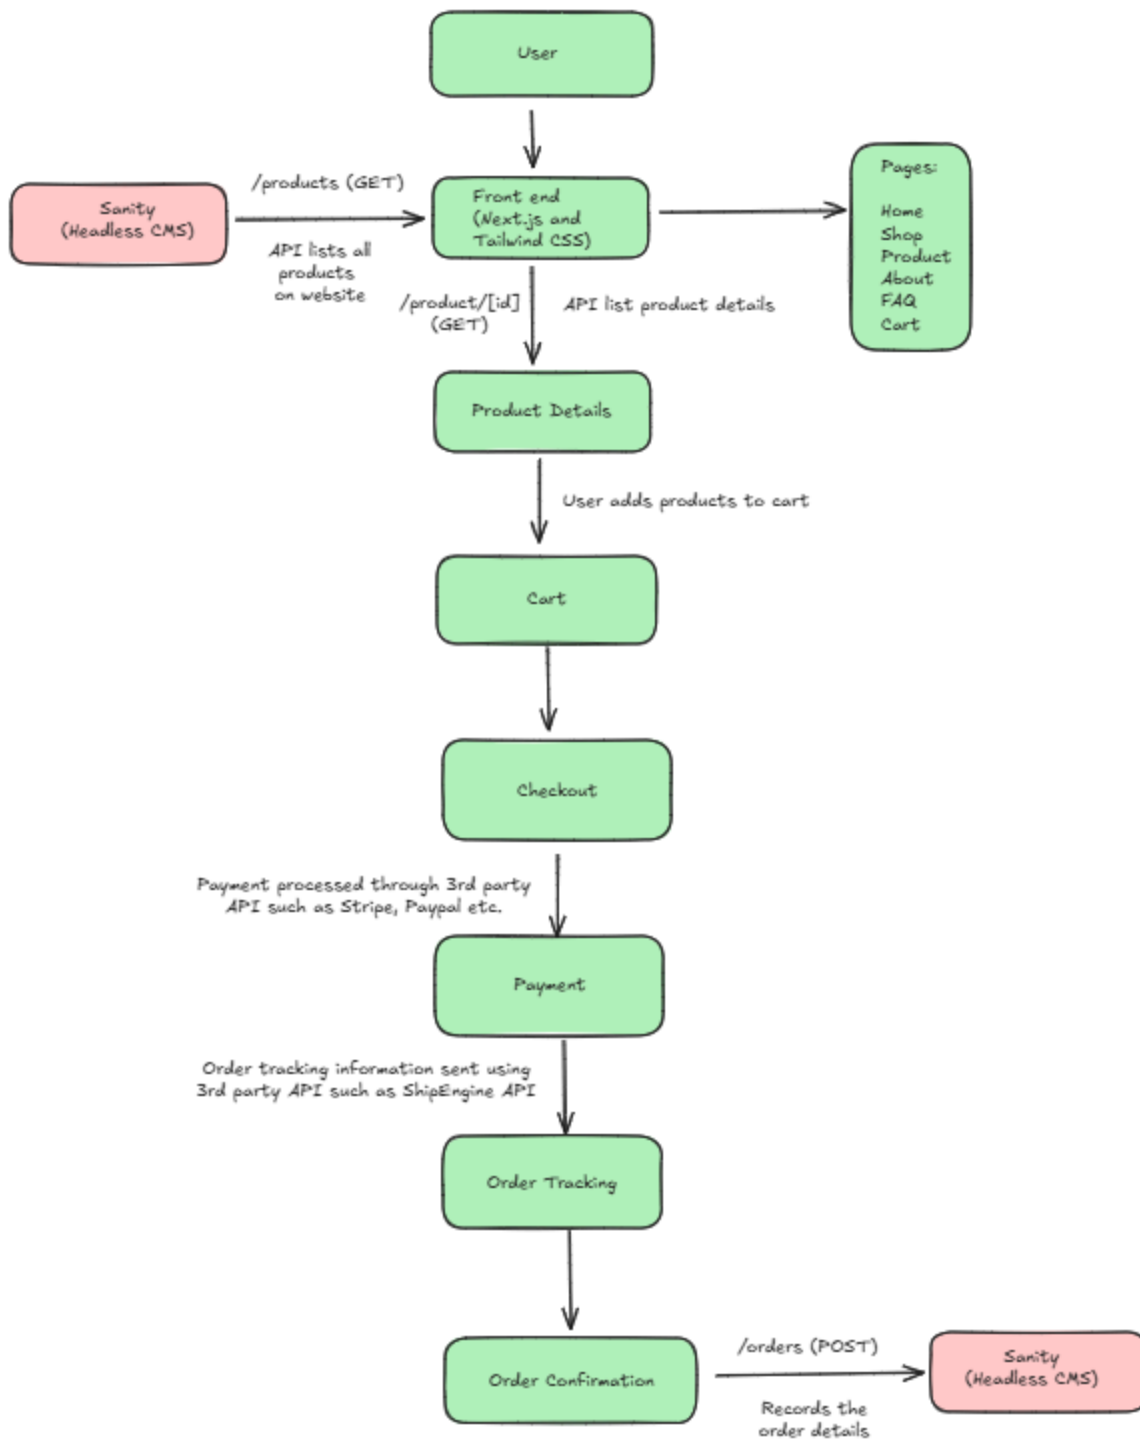 User
/products (GET)
Sanity
(Headless CMS)
API lists all
products
on website
Front end
(Next.js and
Tailwind CSS)
Pages:
Home
Shop
Product
About
FAQ
Cart
/product/[id]
(GET)
API list product details
Product Details
User adds products to cart
Cart
Checkout
Payment processed through 3rd party
API such as Stripe, Paypal etc.
Payment
Order tracking information sent using
3rd party API such as ShipEngine API
Order Tracking
Order Confirmation
/orders (POST)
Records the
order details
Sanity
(Headless CMS)